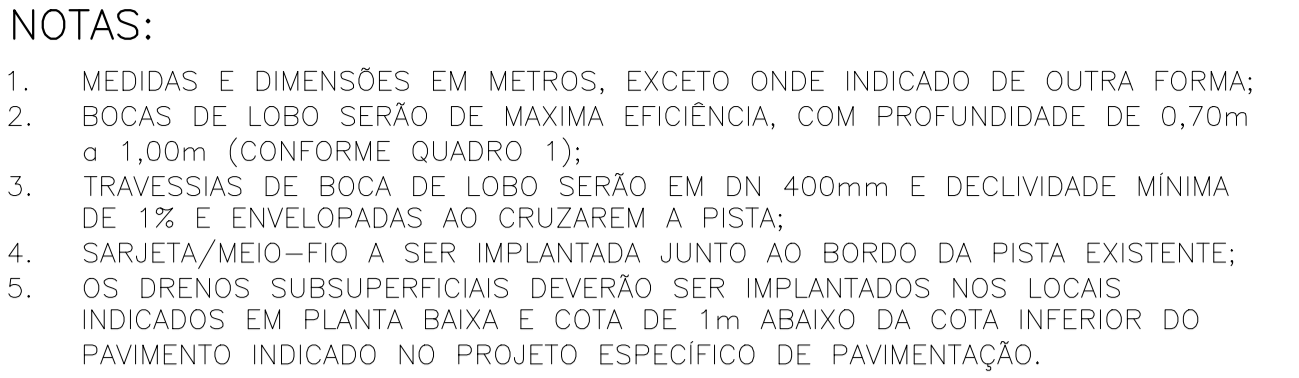 NOTAS:
1. MEDIDAS E DIMENSÕES EM METROS, EXCETO ONDE INDICADO DE OUTRA FORMA;
2. BOCAS DE LOBO SERÃO DE MAXIMA EFICIÊNCIA, COM PROFUNDIDADE DE 0,70m
a 1,00m (CONFORME QUADRO 1);
3. TRAVESSIAS DE BOCA DE LOBO SERÃO EM DN 400mm E DECLIVIDADE MÍNIMA
DE 1% E ENVELOPADAS AO CRUZAREM A PISTA;
4. SARJETA/MEIO-FIO A SER IMPLANTADA JUNTO AO BORDO DA PISTA EXISTENTE;
5. OS DRENOS SUBSUPERFICIAIS DEVERÃO SER IMPLANTADOS NOS LOCAIS
INDICADOS EM PLANTA BAIXA E COTA DE 1m ABAIXO DA COTA INFERIOR DO
PAVIMENTO INDICADO NO PROJETO ESPECÍFICO DE PAVIMENTAÇÃO.